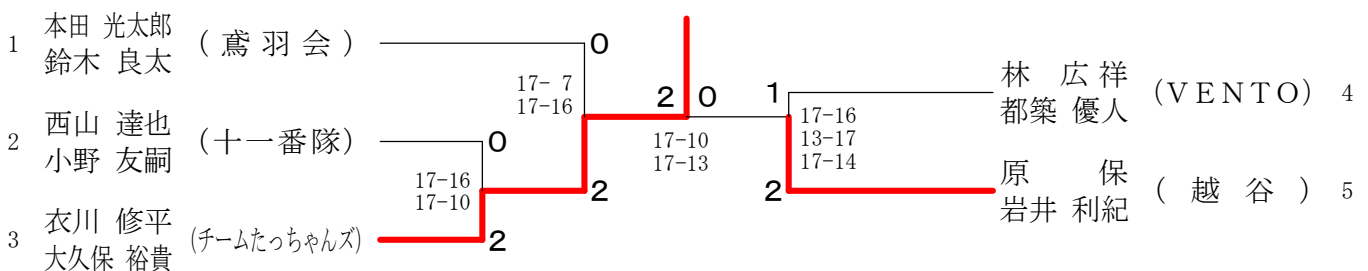 1 本田 光太郎 鈴木 良太 (鳶羽会) 0
17- 7
17-16
2 西山 達也 小野 友嗣 (十一番隊) 0
17-16
17-10
2
3 衣川 修平 大久保 裕貴 (チームたっちゃんズ) 2
2 0
17-10
17-13
1 林 広祥 都築 優人 (VENTO) 4
17-16
13-17
17-14
2 原 保 岩井 利紀 (越谷) 5